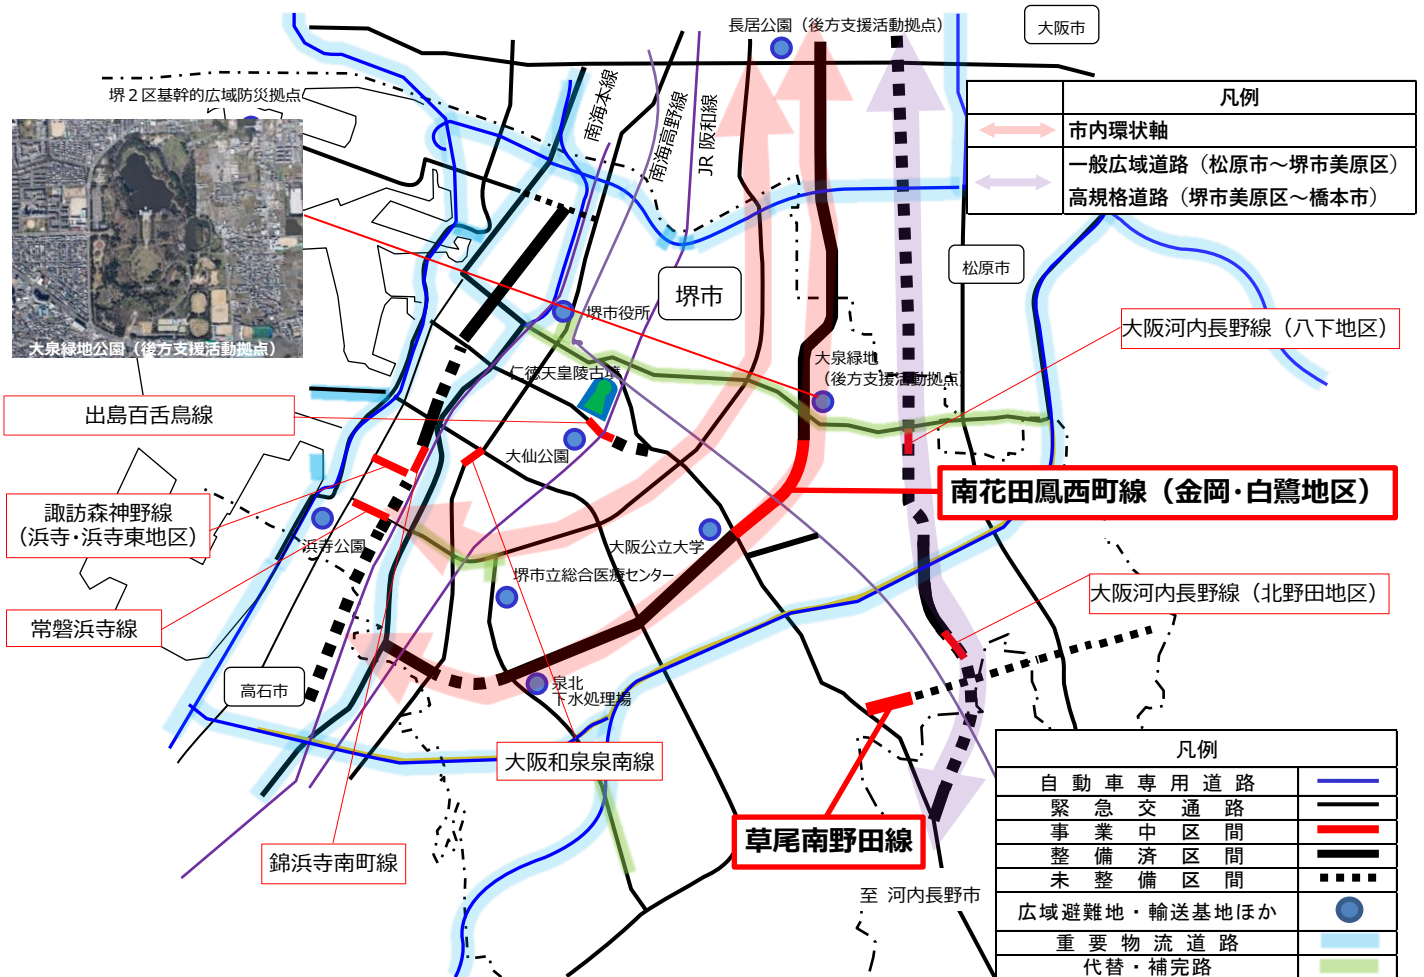 長居公園（後方支援活動拠点）
大阪市
堺２区基幹的広域防災拠点
南海本線
南海高野線
JR 阪和線
凡例
市内環状軸
一般広域道路（松原市～堺市美原区）
高規格道路（堺市美原区～橋本市）
松原市
堺市
堺市役所
大阪河内長野線（八下地区）
大泉緑地公園（後方支援活動拠点）
大泉緑地
（後方支援活動拠点）
仁徳天皇陵古墳
出島百舌鳥線
大仙公園
南花田鳳西町線（金岡･白鷺地区）
諏訪森神野線
（浜寺･浜寺東地区）
浜寺公園
大阪公立大学
堺市立総合医療センター
大阪河内長野線（北野田地区）
常磐浜寺線
高石市
泉北
下水処理場
大阪和泉泉南線
草尾南野田線
錦浜寺南町線
至 河内長野市
凡例
自動車専用道路
緊急交通路
事業中区間
整備済区間
未整備区間
広域避難地・輸送基地ほか
重要物流道路
代替・補完路